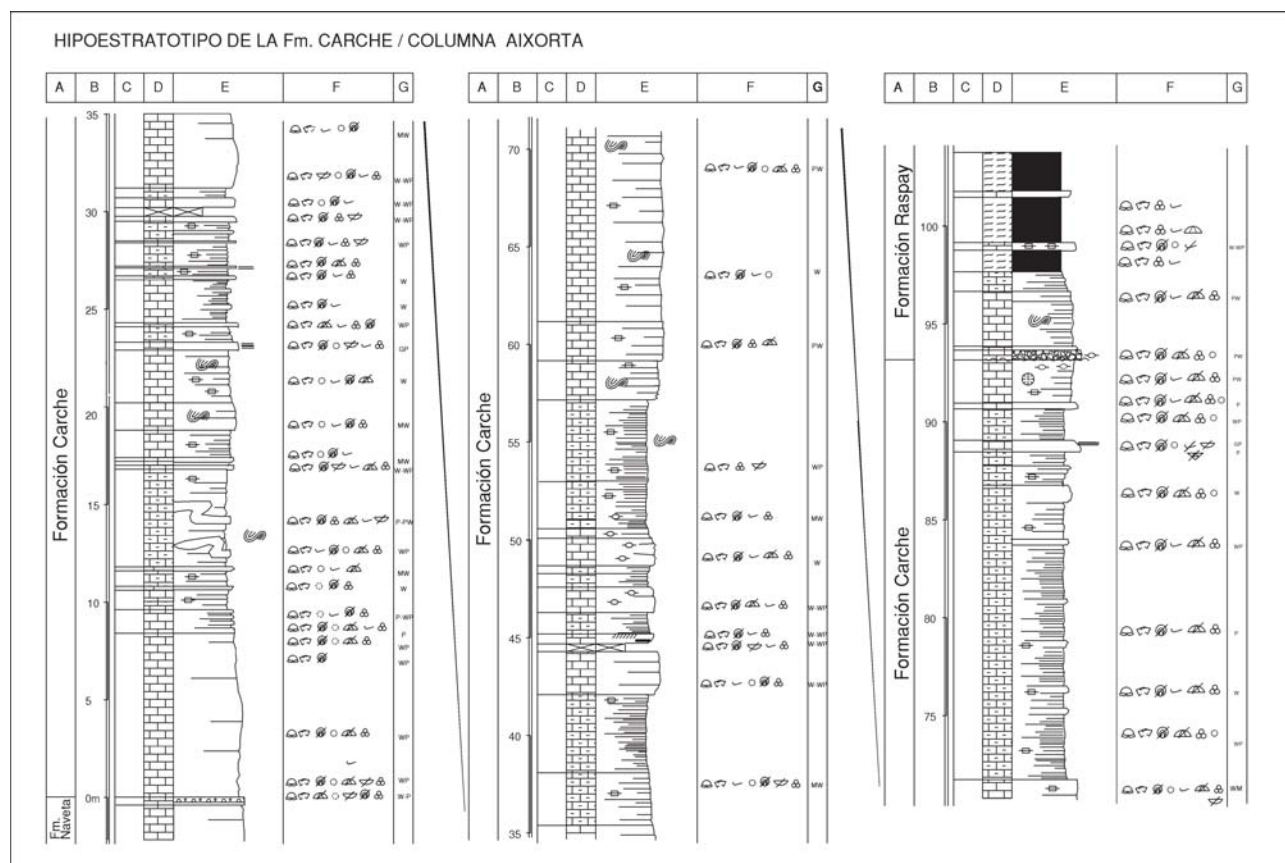 HIPOESTRATOTIPO DE LA Fm. CARCHE / COLUMNA AIXORTA
A B C D E F G
Formación Carche
Fm. Naveta
35
30
25
20
15
10
5
0m
MW
W-WP
W-WP
W-WP
WP
W
W
WP
GP
W
MW
MW
W-WP
P-PW
WP
MW
W
P-WP
P
WP
WP
WP
WP
W-P
A B C D E F G
Formación Carche
70
65
60
55
50
45
40
35
PW
W
PW
WP
MW
W
W-WP
W-WP
W-WP
W-WP
MW
A B C D E F G
Formación Raspay
Formación Carche
100
95
90
85
80
75
W-WP
PW
PW
PW
P
WP
GP
P
W
WP
P
W
WP
WM